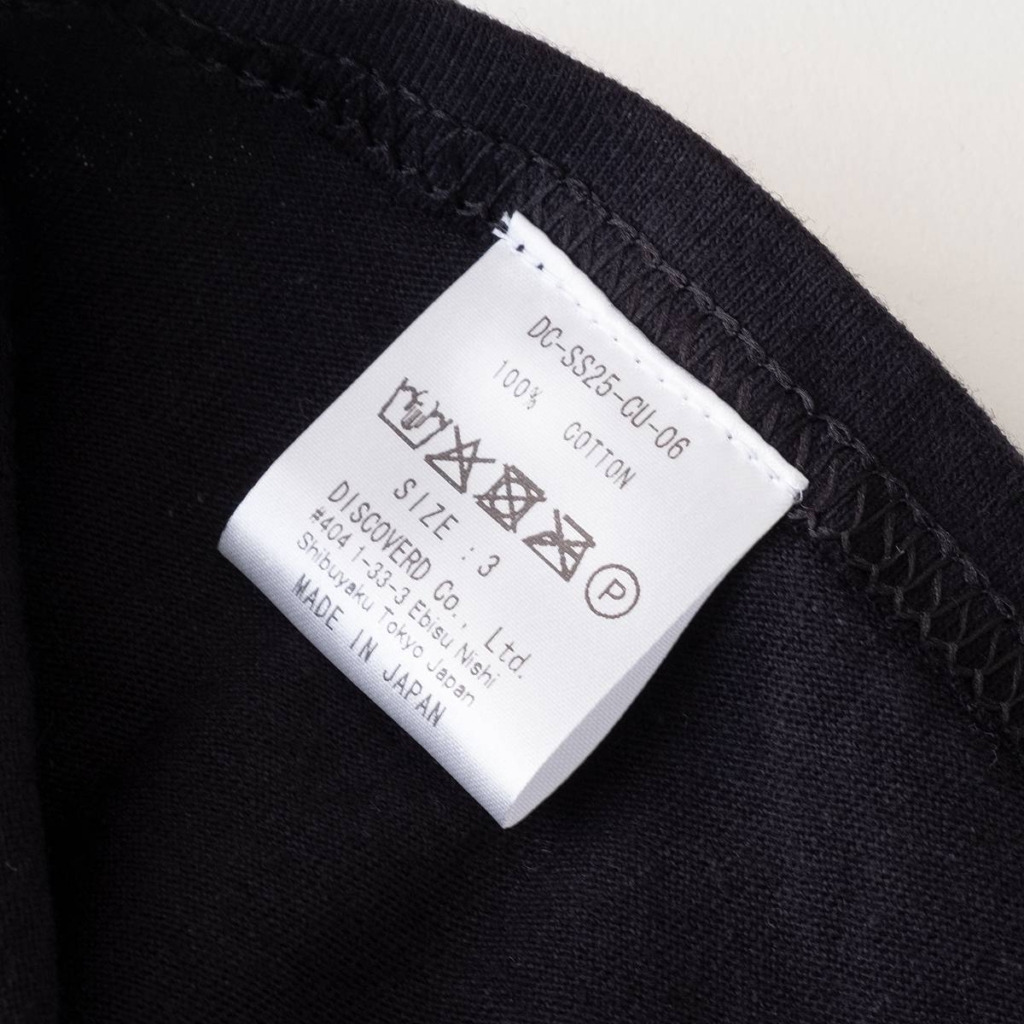 DC-SS25-CU-06
100% COTTON
P
SIZE : 3
DISCOVERD Co., Ltd.
#404 1-33-3 Ebisu Nishi
Shibuyaku Tokyo Japan
MADE IN JAPAN